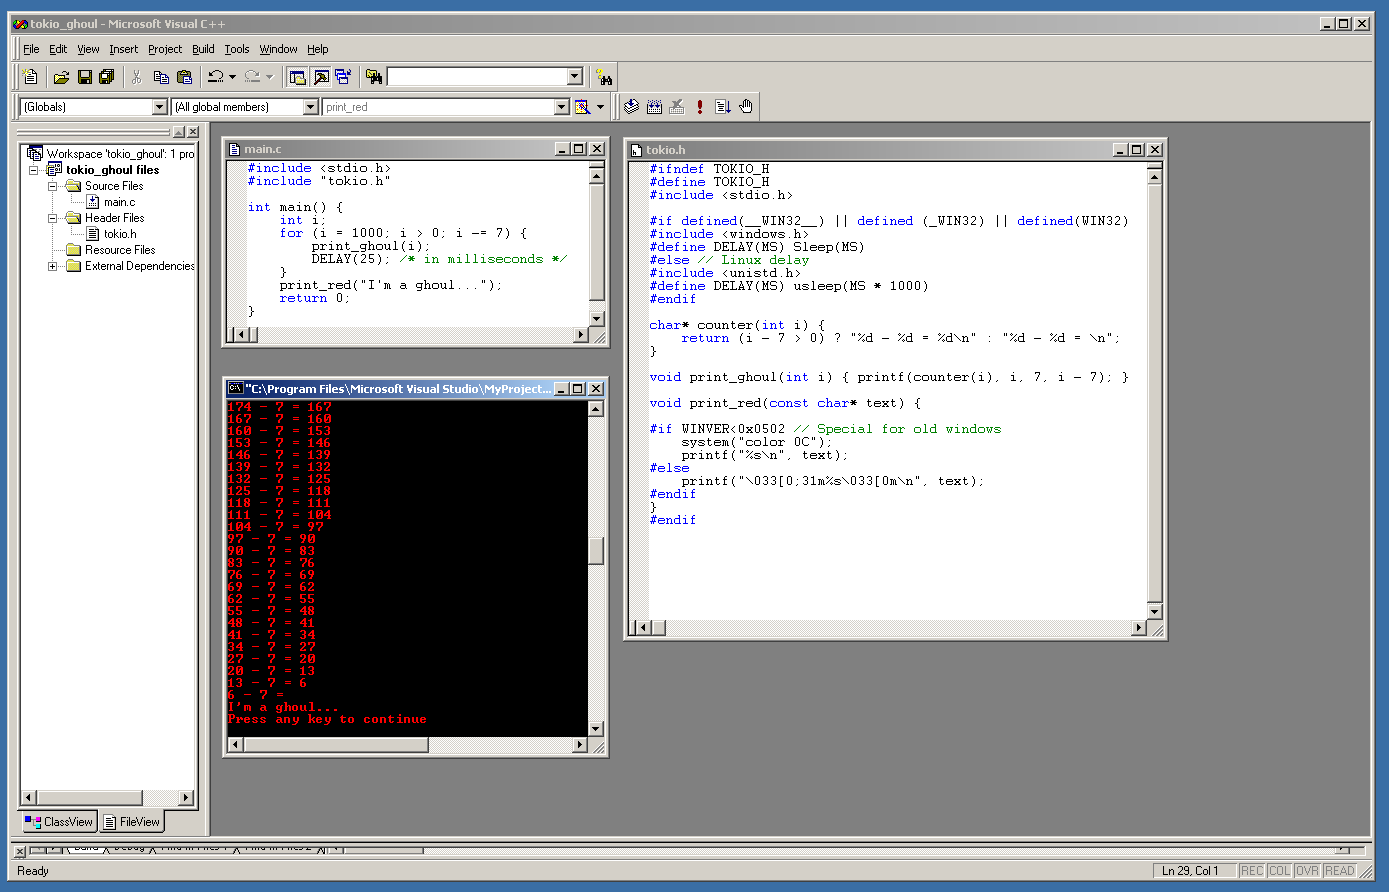 tokio_ghoul - Microsoft Visual C++
File Edit View Insert Project Build Tools Window Help
(Globals) (All global members) print_red
Workspace 'tokio_ghoul': 1 pro
tokio_ghoul files
Source Files
main.c
Header Files
tokio.h
Resource Files
External Dependencies
ClassView FileView
main.c
#include <stdio.h>
#include "tokio.h"
int main() {
int i;
for (i = 1000; i > 0; i -= 7) {
print_ghoul(i);
DELAY(25); /* in milliseconds */
}
print_red("I'm a ghoul...");
return 0;
}
"C:\Program Files\Microsoft Visual Studio\MyProject...
174 - 7 = 167
167 - 7 = 160
160 - 7 = 153
153 - 7 = 146
146 - 7 = 139
139 - 7 = 132
132 - 7 = 125
125 - 7 = 118
118 - 7 = 111
111 - 7 = 104
104 - 7 = 97
97 - 7 = 90
90 - 7 = 83
83 - 7 = 76
76 - 7 = 69
69 - 7 = 62
62 - 7 = 55
55 - 7 = 48
48 - 7 = 41
41 - 7 = 34
34 - 7 = 27
27 - 7 = 20
20 - 7 = 13
13 - 7 = 6
6 - 7 =
I'm a ghoul...
Press any key to continue
tokio.h
#ifndef TOKIO_H
#define TOKIO_H
#include <stdio.h>
#if defined(__WIN32__) || defined (_WIN32) || defined(WIN32)
#include <windows.h>
#define DELAY(MS) Sleep(MS)
#else // Linux delay
#include <unistd.h>
#define DELAY(MS) usleep(MS * 1000)
#endif
char* counter(int i) {
return (i - 7 > 0) ? "%d - %d = %d\n" : "%d - %d = \n";
}
void print_ghoul(int i) { printf(counter(i), i, 7, i - 7); }
void print_red(const char* text) {
#if WINVER<0x0502 // Special for old windows
system("color 0C");
printf("%s\n", text);
#else
printf("\033[0;31m%s\033[0m\n", text);
#endif
}
#endif
Build Debug Find in Files 1 Find in Files 2
Ready Ln 29, Col 1 REC COL OVR READ